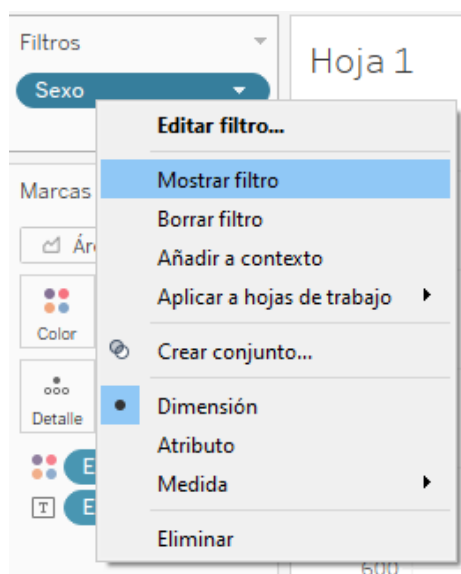 Filtros
Hoja 1
Sexo
Editar filtro...
Mostrar filtro
Marcas
Borrar filtro
Añadir a contexto
Ár
Aplicar a hojas de trabajo
Color
Crear conjunto...
Dimensión
Detalle
Atributo
E
Medida
T
E
Eliminar
600